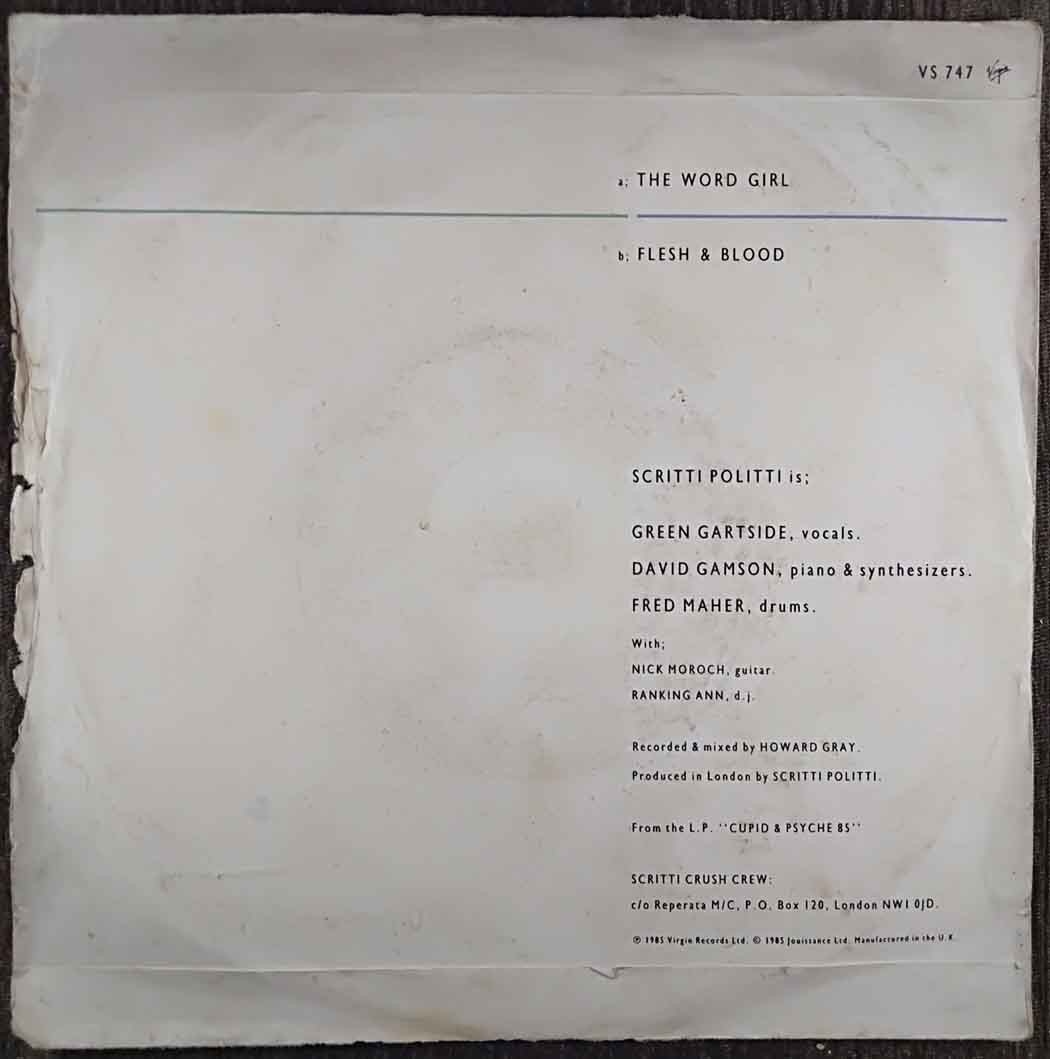 VS 747 Virgin
a; THE WORD GIRL
b; FLESH & BLOOD
SCRITTI POLITTI is;
GREEN GARTSIDE, vocals.
DAVID GAMSON, piano & synthesizers.
FRED MAHER, drums.
With;
NICK MOROCH, guitar.
RANKING ANN, d.j.
Recorded & mixed by HOWARD GRAY.
Produced in London by SCRITTI POLITTI.
From the L.P. ''CUPID & PSYCHE 85''
SCRITTI CRUSH CREW:
c/o Reperata M/C, P.O. Box 120, London NW1 0JD.
℗ 1985 Virgin Records Ltd. © 1985 Jouissance Ltd. Manufactured in the U.K.